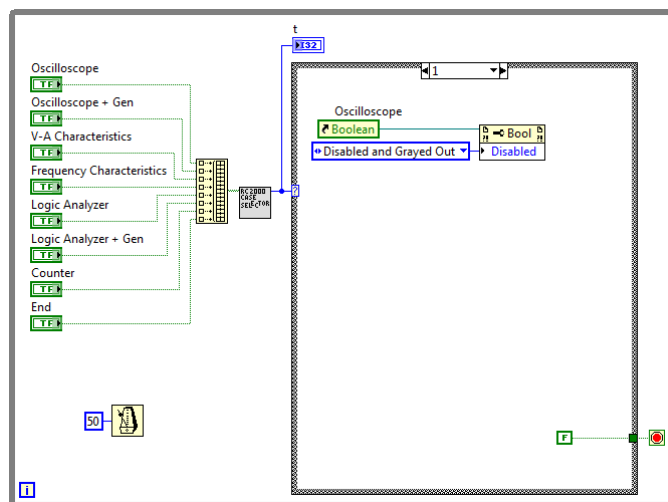 t
I32
1
Oscilloscope
TF
Oscilloscope + Gen
TF
V-A Characteristics
TF
Frequency Characteristics
TF
Logic Analyzer
TF
Logic Analyzer + Gen
TF
Counter
TF
End
TF
RC2000
CASE
SELECTOR
?
Oscilloscope
Boolean
Disabled and Grayed Out
Bool
Disabled
50
F
i